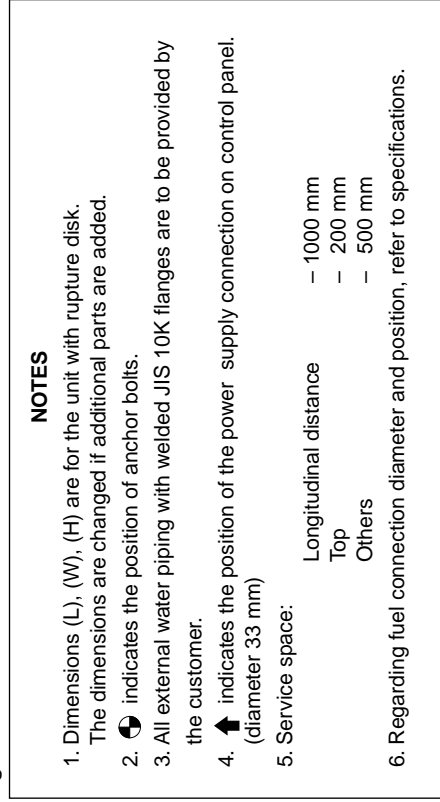 NOTES
1. Dimensions (L), (W), (H) are for the unit with rupture disk.
The dimensions are changed if additional parts are added.
2. indicates the position of anchor bolts.
3. All external water piping with welded JIS 10K flanges are to be provided by
the customer.
4. indicates the position of the power supply connection on control panel.
(diameter 33 mm)
5. Service space:
Longitudinal distance – 1000 mm
Top – 200 mm
Others – 500 mm
6. Regarding fuel connection diameter and position, refer to specifications.